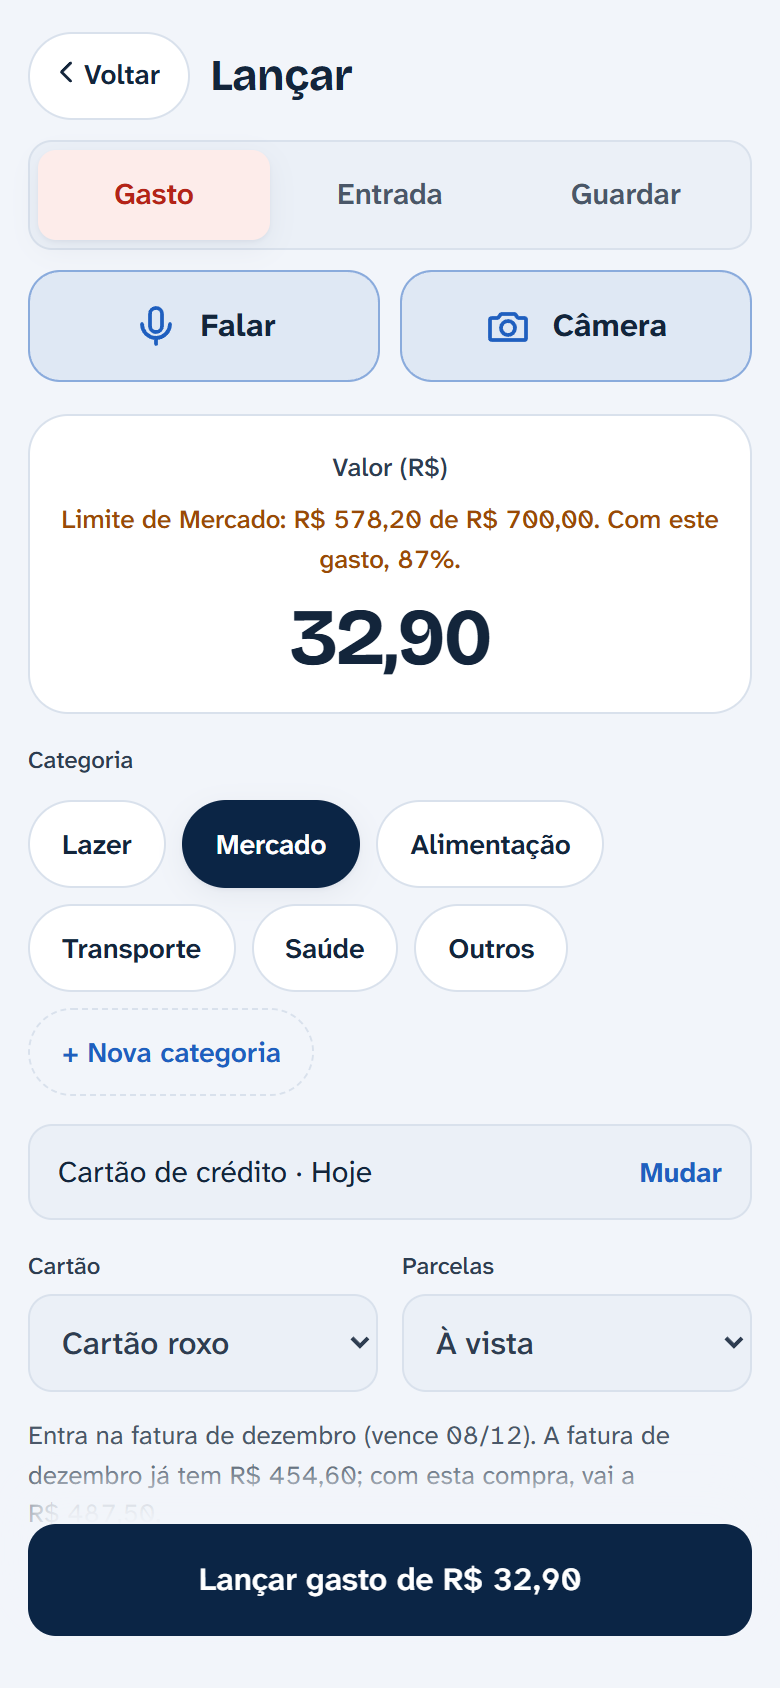 Voltar
Lançar
Gasto
Entrada
Guardar
Falar
Câmera
Valor (R$)
Limite de Mercado: R$ 578,20 de R$ 700,00. Com este
gasto, 87%.
32,90
Categoria
Lazer
Mercado
Alimentação
Transporte
Saúde
Outros
+ Nova categoria
Cartão de crédito · Hoje
Mudar
Cartão
Parcelas
Cartão roxo
À vista
Entra na fatura de dezembro (vence 08/12). A fatura de
dezembro já tem R$ 454,60; com esta compra, vai a
R$ 487,50.
Lançar gasto de R$ 32,90